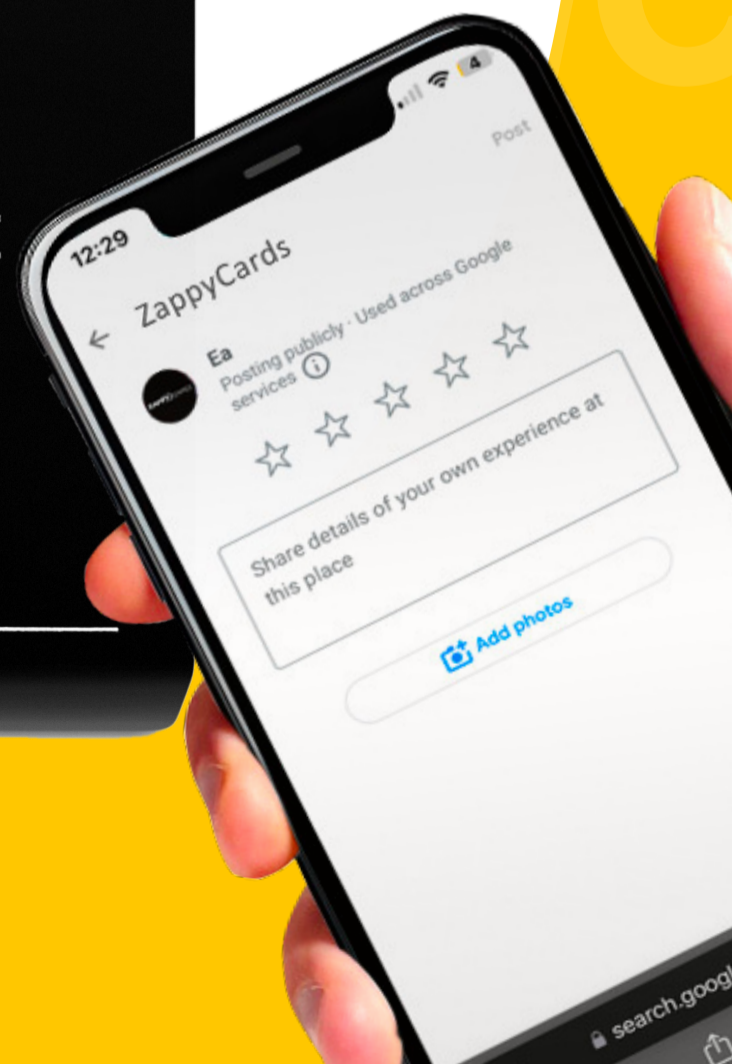 12:29
4
Post
ZappyCards
Ea
Posting publicly · Used across Google
services
Share details of your own experience at
this place
Add photos
search.googl